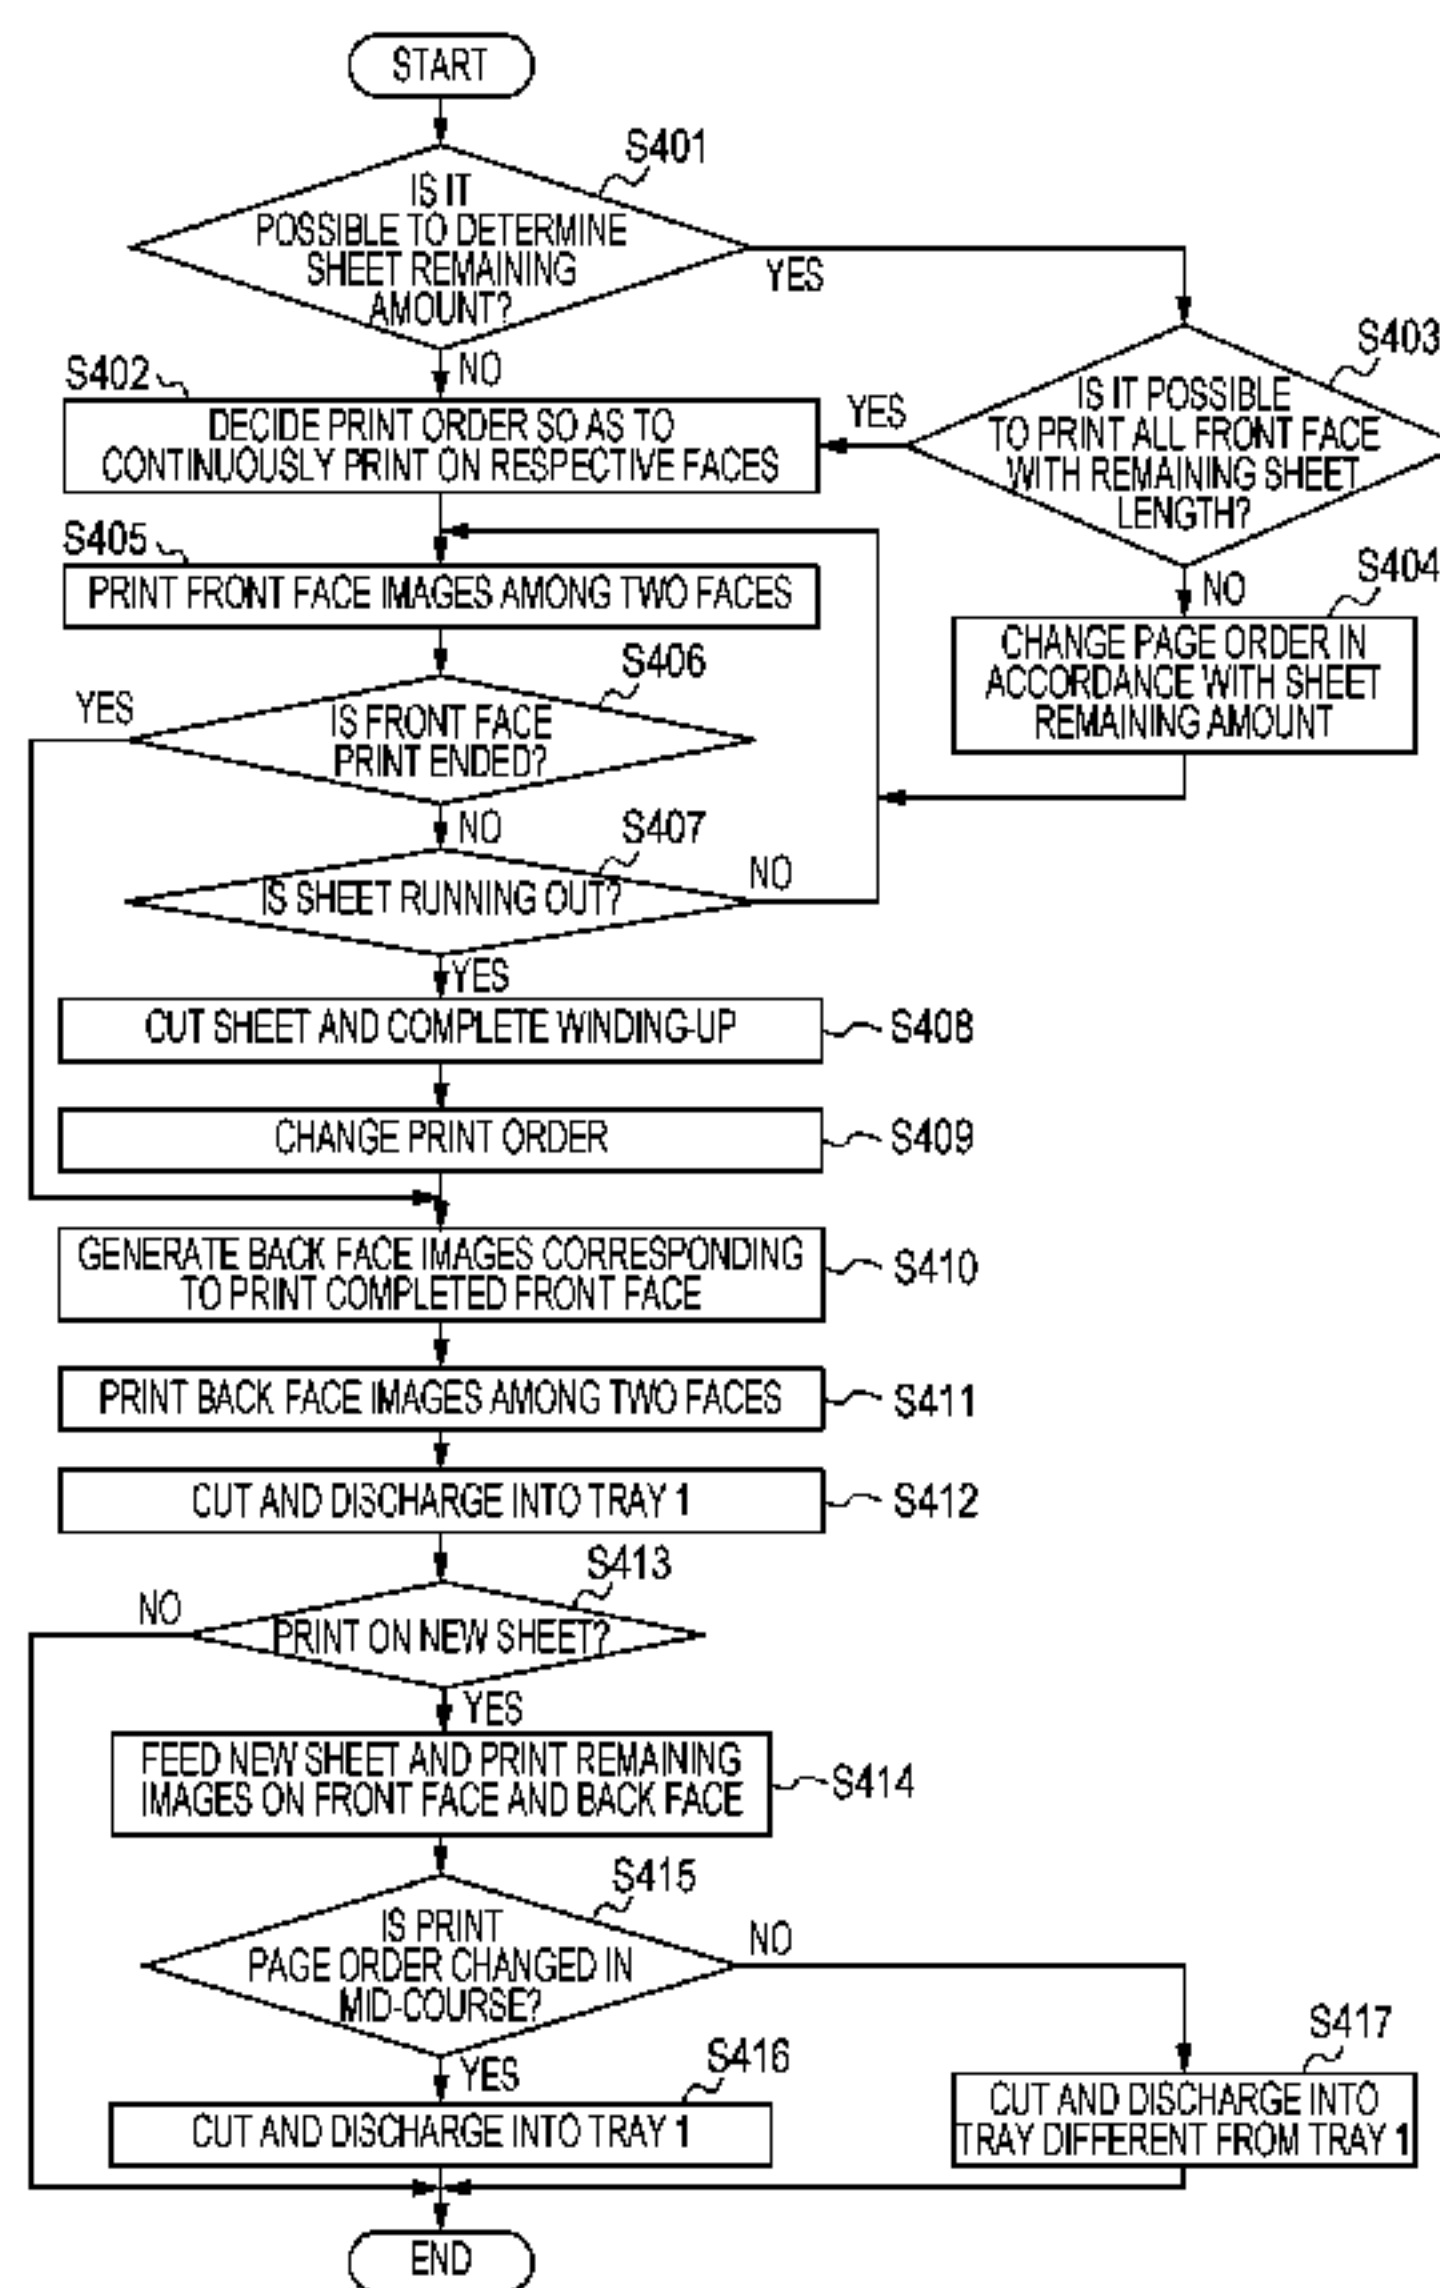 START
S401
IS IT
POSSIBLE TO DETERMINE
SHEET REMAINING
AMOUNT?
YES
NO
S402
DECIDE PRINT ORDER SO AS TO
CONTINUOUSLY PRINT ON RESPECTIVE FACES
S403
YES
IS IT POSSIBLE
TO PRINT ALL FRONT FACE
WITH REMAINING SHEET
LENGTH?
NO
S404
CHANGE PAGE ORDER IN
ACCORDANCE WITH SHEET
REMAINING AMOUNT
S405
PRINT FRONT FACE IMAGES AMONG TWO FACES
S406
YES
IS FRONT FACE
PRINT ENDED?
NO
S407
IS SHEET RUNNING OUT?
NO
YES
CUT SHEET AND COMPLETE WINDING-UP
S408
CHANGE PRINT ORDER
S409
GENERATE BACK FACE IMAGES CORRESPONDING
TO PRINT COMPLETED FRONT FACE
S410
PRINT BACK FACE IMAGES AMONG TWO FACES
S411
CUT AND DISCHARGE INTO TRAY 1
S412
S413
NO
PRINT ON NEW SHEET?
YES
FEED NEW SHEET AND PRINT REMAINING
IMAGES ON FRONT FACE AND BACK FACE
S414
S415
IS PRINT
PAGE ORDER CHANGED IN
MID-COURSE?
NO
YES
S416
CUT AND DISCHARGE INTO TRAY 1
S417
CUT AND DISCHARGE INTO
TRAY DIFFERENT FROM TRAY 1
END